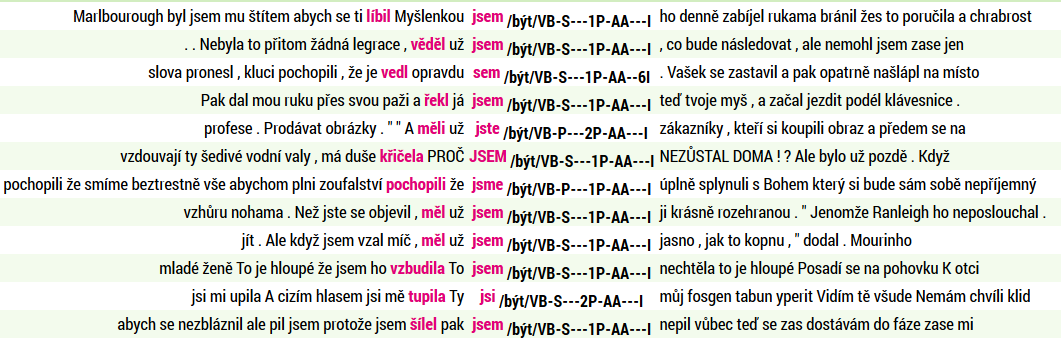 Marlbourough byl jsem mu štítem abych se ti líbil Myšlenkou jsem /být/VB-S---1P-AA---I ho denně zabíjel rukama bránil žes to poručila a chrabrost
. . Nebyla to přitom žádná legrace , věděl už jsem /být/VB-S---1P-AA---I , co bude následovat , ale nemohl jsem zase jen
slova pronesl , kluci pochopili , že je vedl opravdu sem /být/VB-S---1P-AA--6I . Vašek se zastavil a pak opatrně našlápl na místo
Pak dal mou ruku přes svou paži a řekl já jsem /být/VB-S---1P-AA---I teď tvoje myš , a začal jezdit podél klávesnice .
profese . Prodávat obrázky . " " A měli už jste /být/VB-P---2P-AA---I zákazníky , kteří si koupili obraz a předem se na
vzdouvají ty šedivé vodní valy , má duše křičela PROČ JSEM /být/VB-S---1P-AA---I NEZŮSTAL DOMA ! ? Ale bylo už pozdě . Když
pochopili že smíme beztrestně vše abychom plni zoufalství pochopili že jsme /být/VB-P---1P-AA---I úplně splynuli s Bohem který si bude sám sobě nepříjemný
vzhůru nohama . Než jste se objevil , měl už jsem /být/VB-S---1P-AA---I ji krásně rozehranou . " Jenomže Ranleigh ho neposlouchal .
jít . Ale když jsem vzal míč , měl už jsem /být/VB-S---1P-AA---I jasno , jak to kopnu , " dodal . Mourinho
mladé ženě To je hloupé že jsem ho vzbudila To jsem /být/VB-S---1P-AA---I nechtěla to je hloupé Posadí se na pohovku K otci
jsi mi upila A cizím hlasem jsi mě tupila Ty jsi /být/VB-S---2P-AA---I můj fosgen tabun yperit Vidím tě všude Nemám chvíli klid
abych se nezbláznil ale pil jsem protože jsem šílel pak jsem /být/VB-S---1P-AA---I nepil vůbec teď se zas dostávám do fáze zase mi